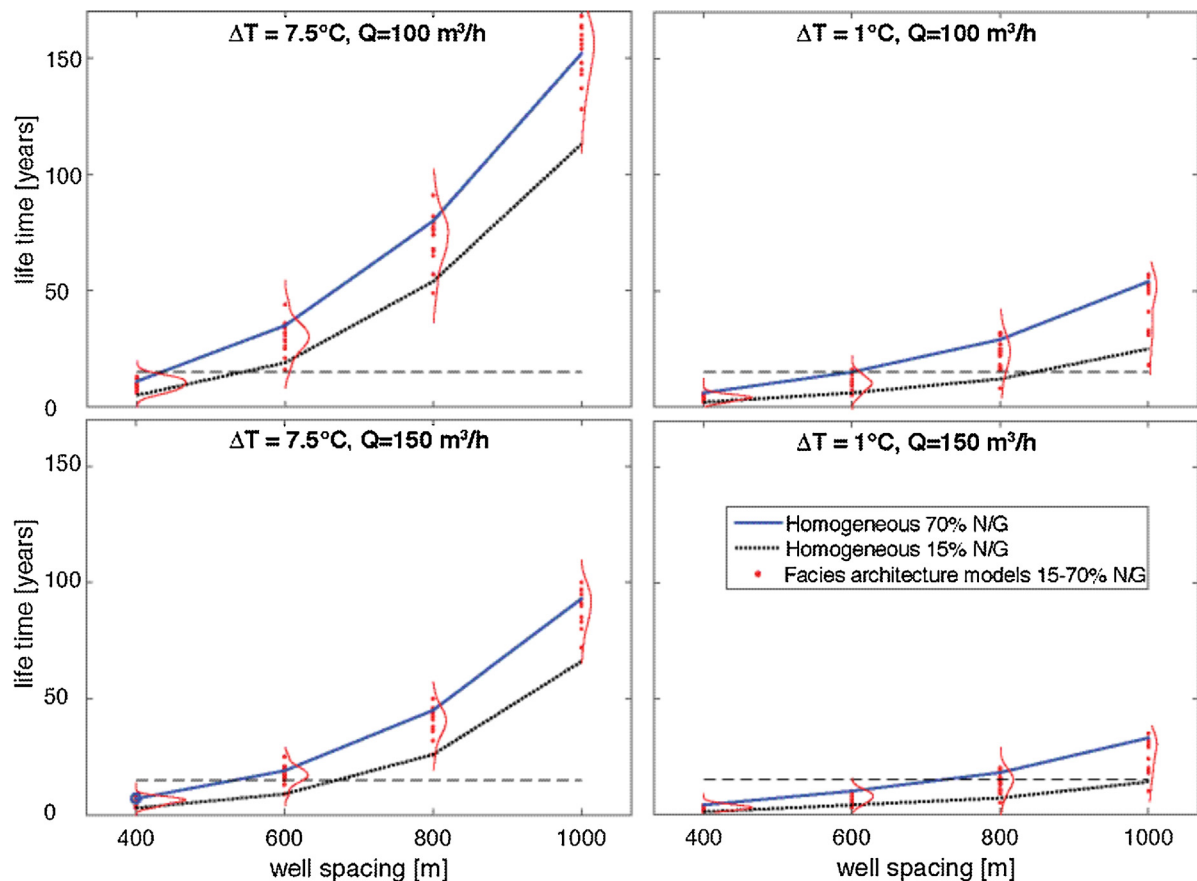 ΔT = 7.5°C, Q=100 m³/h
150
100
50
0
life time [years]
ΔT = 1°C, Q=100 m³/h
ΔT = 7.5°C, Q=150 m³/h
150
100
50
0
life time [years]
400
600
800
1000
well spacing [m]
ΔT = 1°C, Q=150 m³/h
Homogeneous 70% N/G
Homogeneous 15% N/G
Facies architecture models 15-70% N/G
400
600
800
1000
well spacing [m]